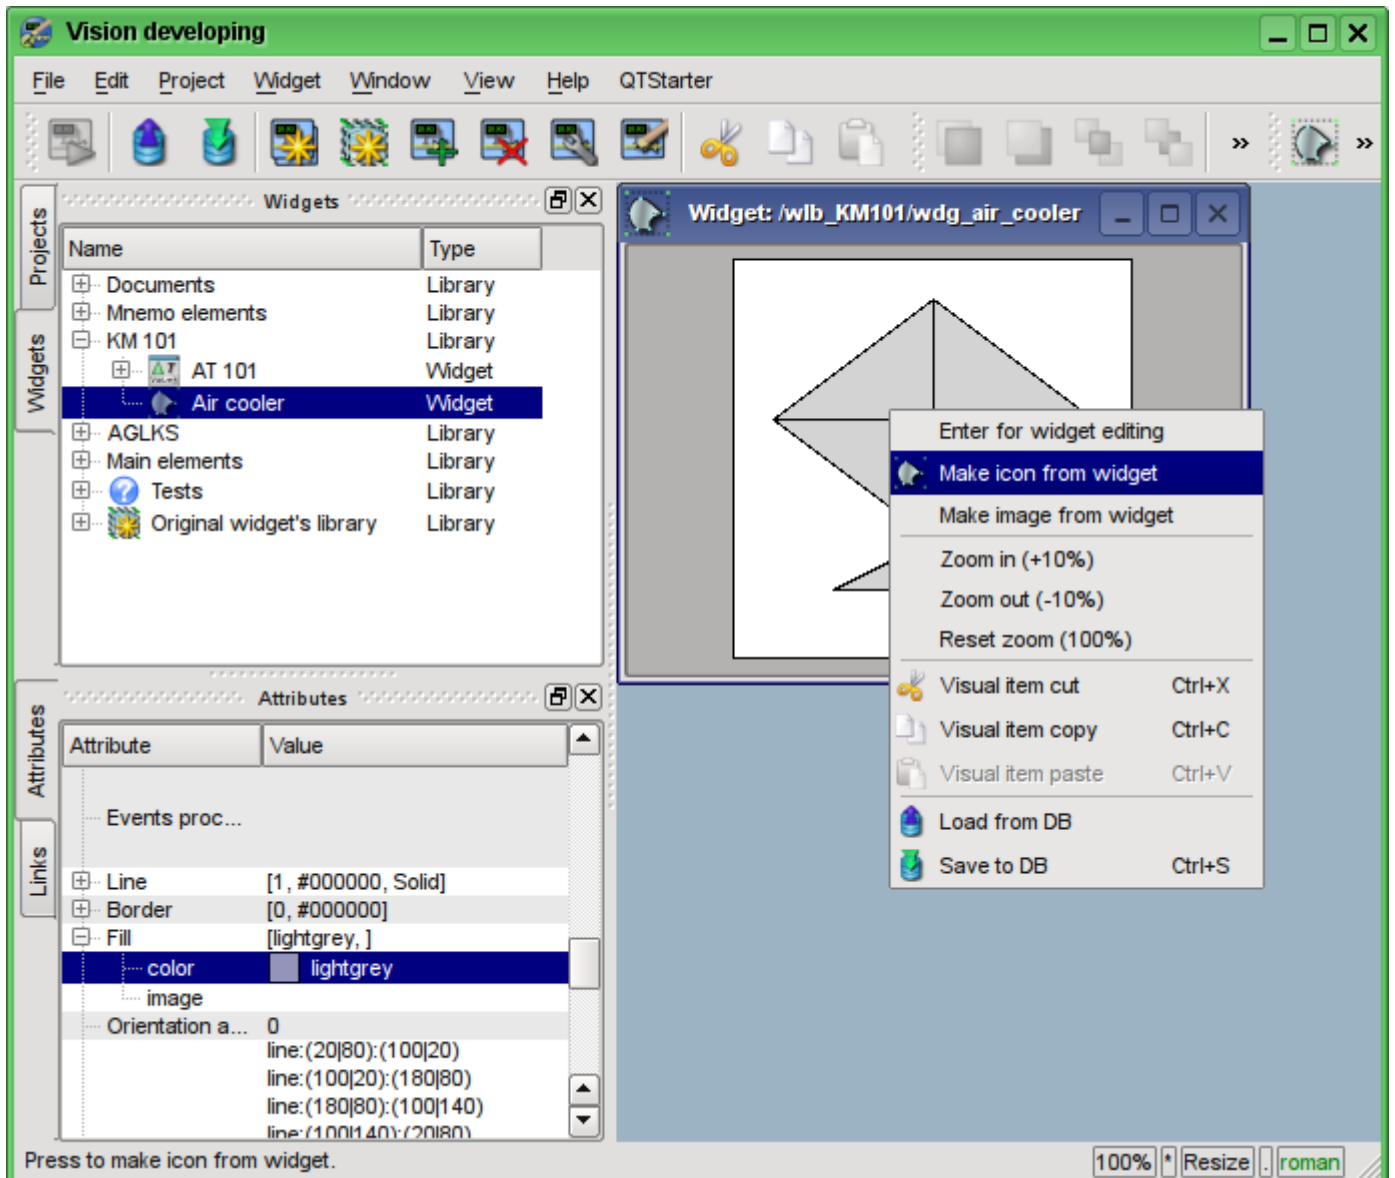 Vision developing
File Edit Project Widget Window View Help QTStarter
» »
Projects
Widgets
Widgets
Name Type
Documents Library
Mnemo elements Library
KM 101 Library
AT 101 Widget
Air cooler Widget
AGLKS Library
Main elements Library
Tests Library
Original widget's library Library
Widget: /wlb_KM101/wdg_air_cooler
Enter for widget editing
Make icon from widget
Make image from widget
Zoom in (+10%)
Zoom out (-10%)
Reset zoom (100%)
Visual item cut Ctrl+X
Visual item copy Ctrl+C
Visual item paste Ctrl+V
Load from DB
Save to DB Ctrl+S
Attributes
Links
Attributes
Attribute Value
Events proc...
Line [1, #000000, Solid]
Border [0, #000000]
Fill [lightgrey, ]
color lightgrey
image
Orientation a... 0
line:(20|80):(100|20)
line:(100|20):(180|80)
line:(180|80):(100|140)
line:(100|140):(20|80)
Press to make icon from widget.
100% * Resize . roman